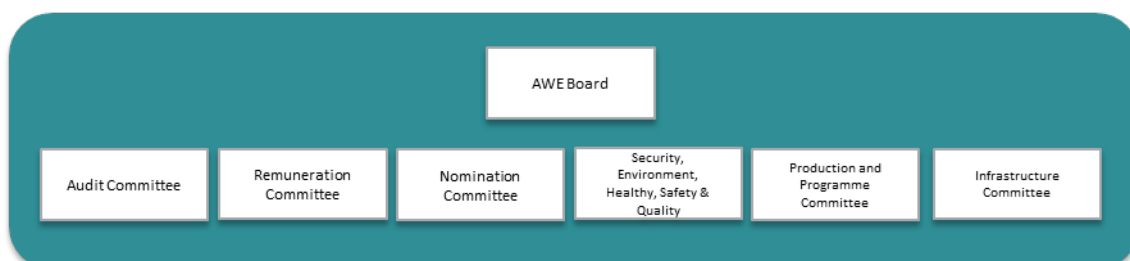 AWE Board
Audit Committee
Remuneration
Committee
Nomination
Committee
Security,
Environment,
Healthy, Safety &
Quality
Production and
Programme
Committee
Infrastructure
Committee